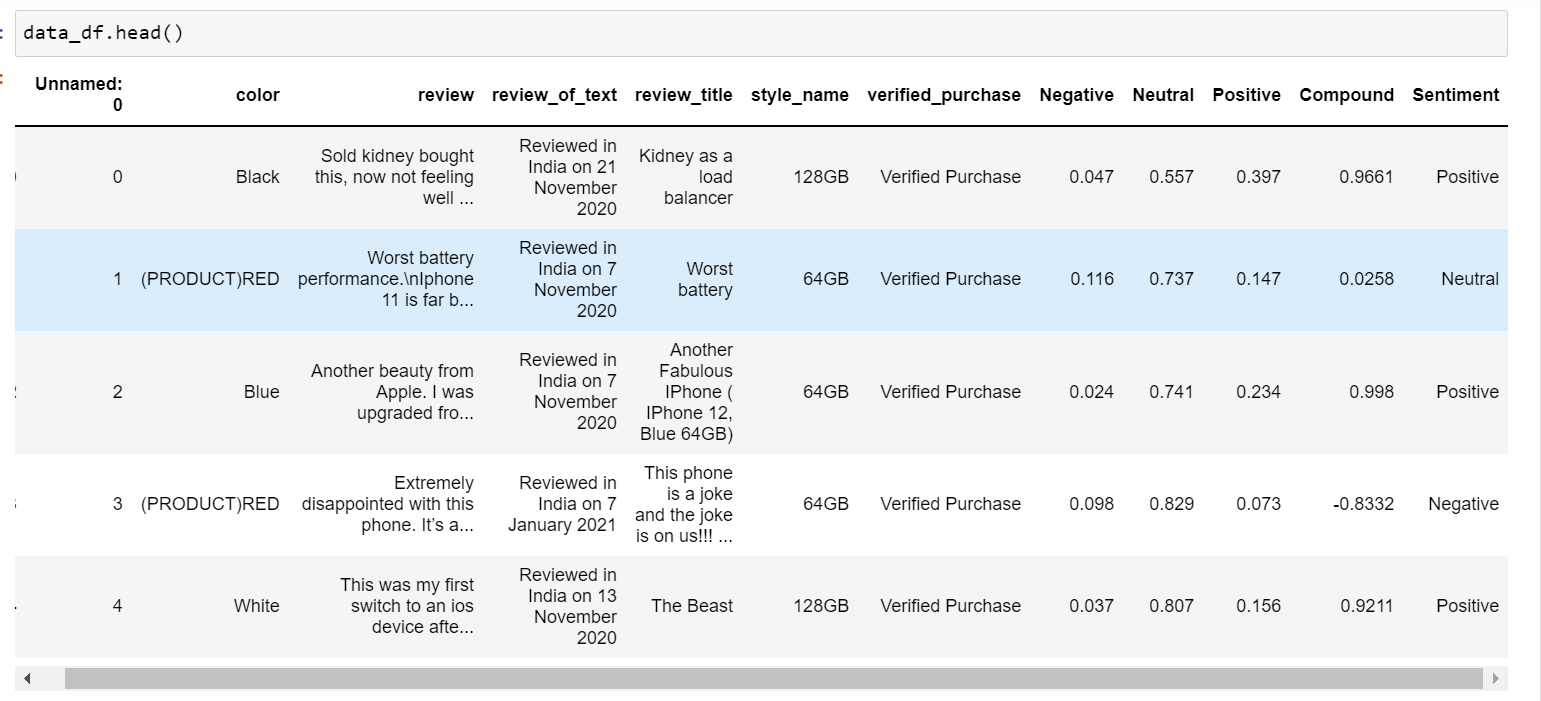 data_df.head()
Unnamed: 0 color review review_of_text review_title style_name verified_purchase Negative Neutral Positive Compound Sentiment
0 Black Sold kidney bought this, now not feeling well ... Reviewed in India on 21 November 2020 Kidney as a load balancer 128GB Verified Purchase 0.047 0.557 0.397 0.9661 Positive
1 (PRODUCT)RED Worst battery performance.\nIphone 11 is far b... Reviewed in India on 7 November 2020 Worst battery 64GB Verified Purchase 0.116 0.737 0.147 0.0258 Neutral
2 Blue Another beauty from Apple. I was upgraded fro... Reviewed in India on 7 November 2020 Another Fabulous IPhone ( IPhone 12, Blue 64GB) 64GB Verified Purchase 0.024 0.741 0.234 0.998 Positive
3 (PRODUCT)RED Extremely disappointed with this phone. It’s a... Reviewed in India on 7 January 2021 This phone is a joke and the joke is on us!!! ... 64GB Verified Purchase 0.098 0.829 0.073 -0.8332 Negative
4 White This was my first switch to an ios device afte... Reviewed in India on 13 November 2020 The Beast 128GB Verified Purchase 0.037 0.807 0.156 0.9211 Positive